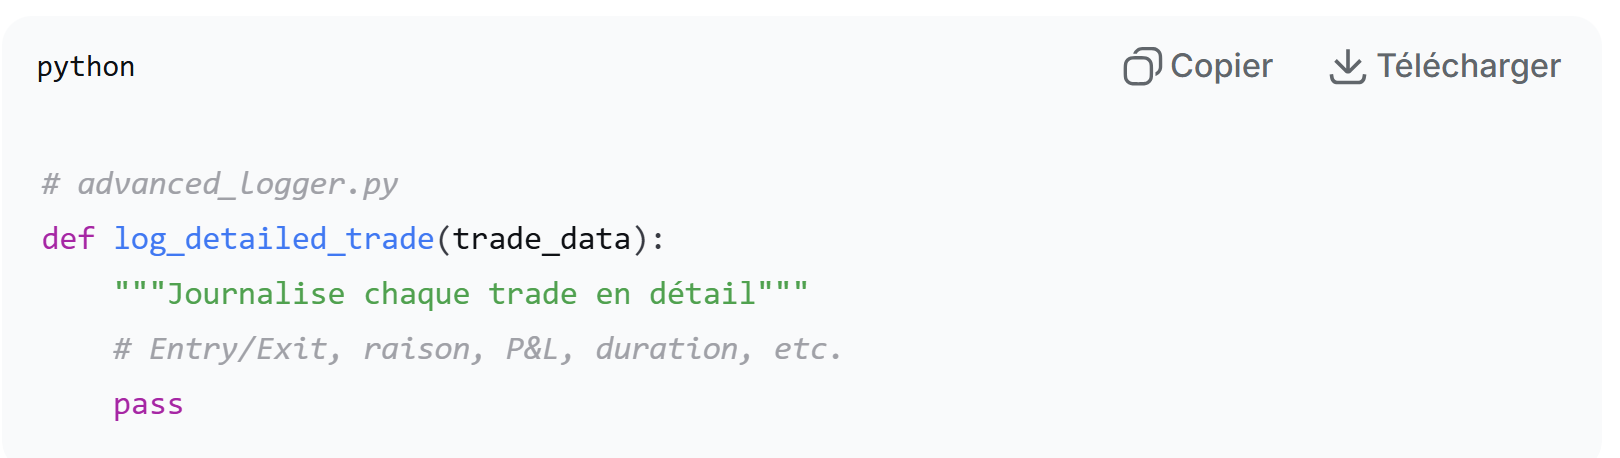 python Copier Télécharger
# advanced_logger.py
def log_detailed_trade(trade_data):
"""Journalise chaque trade en détail"""
# Entry/Exit, raison, P&L, duration, etc.
pass